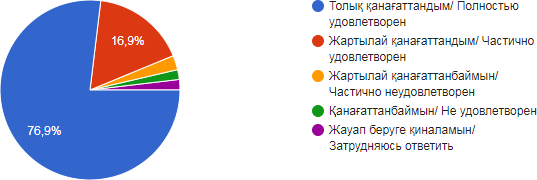 Толық қанағаттандым/ Полностью
удовлетворен
16,9%
Жартылай қанағаттандым/ Частично
удовлетворен
Жартылай қанағаттанбаймын/
Частично неудовлетворен
Қанағаттанбаймын/ Не удовлетворен
76,9%
Жауап беруге қиналамын/
Затрудняюсь ответить